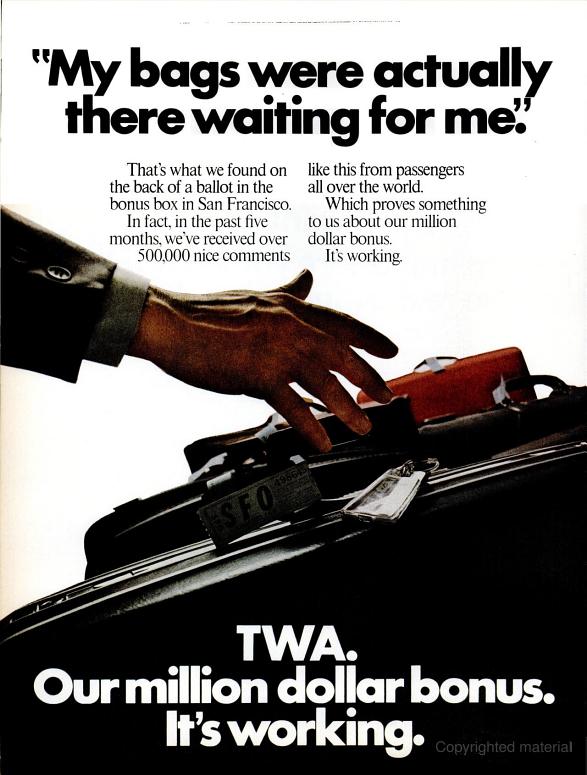 “My bags were actually
there waiting for me.”
That's what we found on
the back of a ballot in the
bonus box in San Francisco.
In fact, in the past five
months, we've received over
500,000 nice comments
like this from passengers
all over the world.
Which proves something
to us about our million
dollar bonus.
It's working.
SFO
TWA.
Our million dollar bonus.
It's working.
Copyrighted material